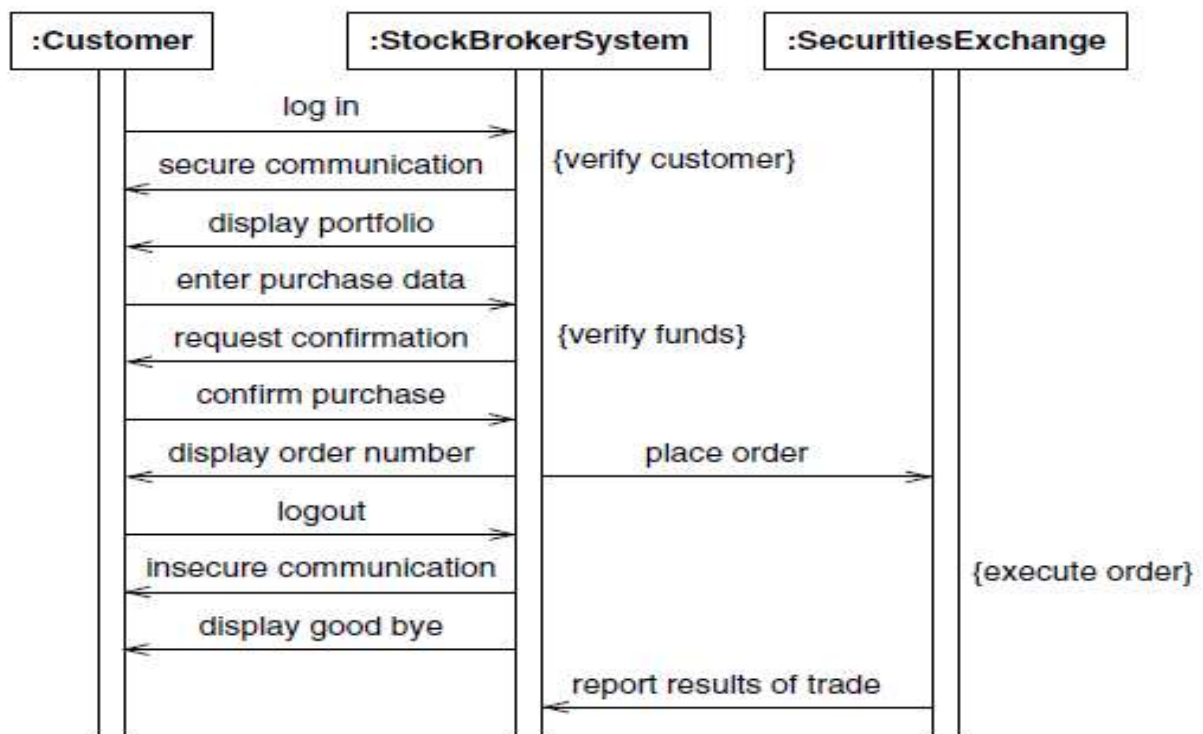 :Customer
:StockBrokerSystem
:SecuritiesExchange
log in
secure communication
{verify customer}
display portfolio
enter purchase data
request confirmation
{verify funds}
confirm purchase
display order number
place order
logout
insecure communication
{execute order}
display good bye
report results of trade